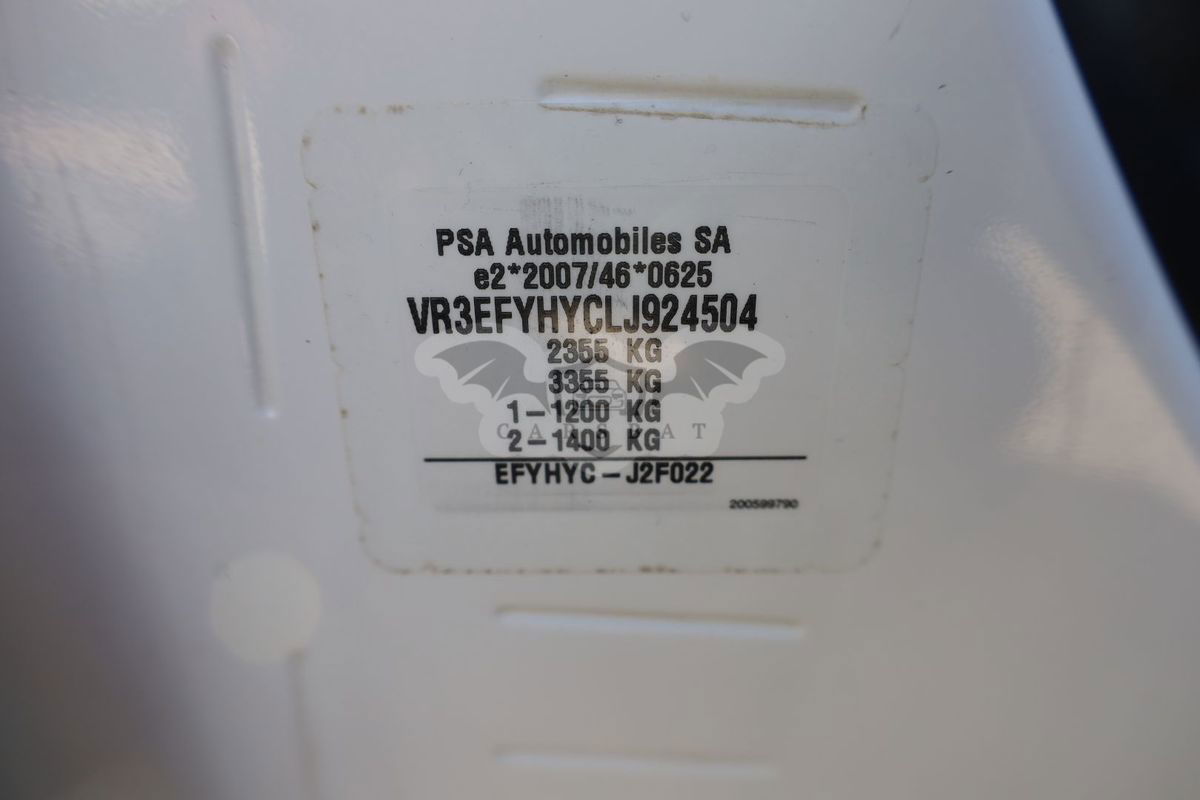 PSA Automobiles SA
e2*2007/46*0625
VR3EFYHYCLJ924504
2355 KG
3355 KG
1-1200 KG
CARSBAT
2-1400 KG
EFYHYC-J2F022
200599790